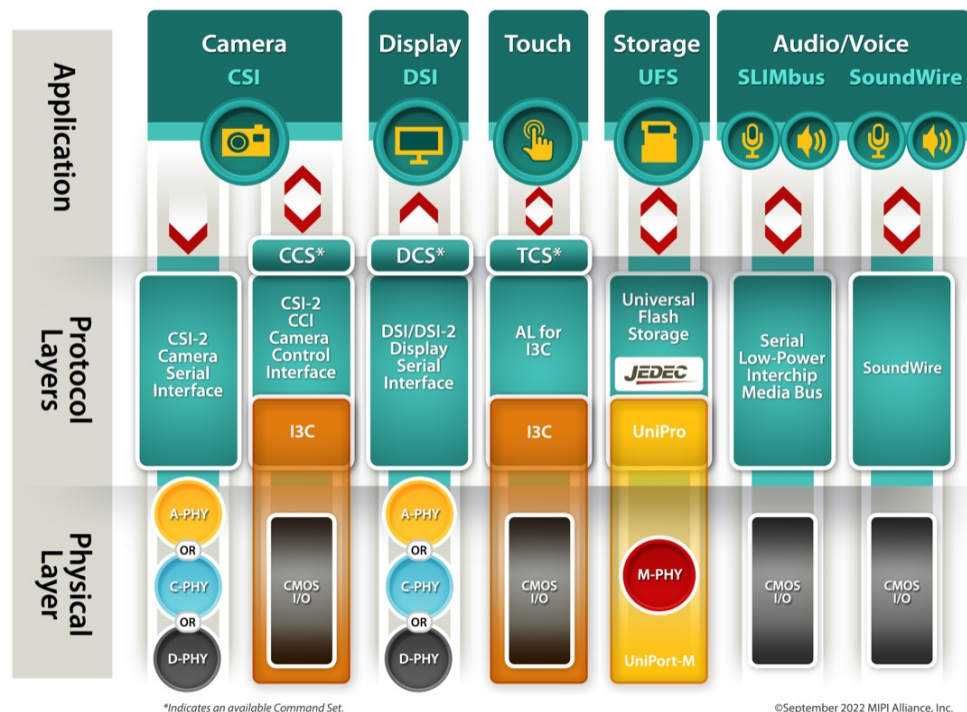 Application
Camera
CSI
Display
DSI
Touch
Storage
UFS
Audio/Voice
SLIMbus
SoundWire
Protocol
Layers
CSI-2
Camera
Serial
Interface
CCS*
CSI-2
CCI
Camera
Control
Interface
I3C
DCS*
DSI/DSI-2
Display
Serial
Interface
TCS*
AL for
I3C
I3C
Universal
Flash
Storage
JEDEC
UniPro
Serial
Low-Power
Interchip
Media Bus
SoundWire
Physical
Layer
A-PHY
OR
C-PHY
OR
D-PHY
CMOS
I/O
A-PHY
OR
C-PHY
OR
D-PHY
CMOS
I/O
M-PHY
UniPort-M
CMOS
I/O
CMOS
I/O
*Indicates an available Command Set.
©September 2022 MIPI Alliance, Inc.